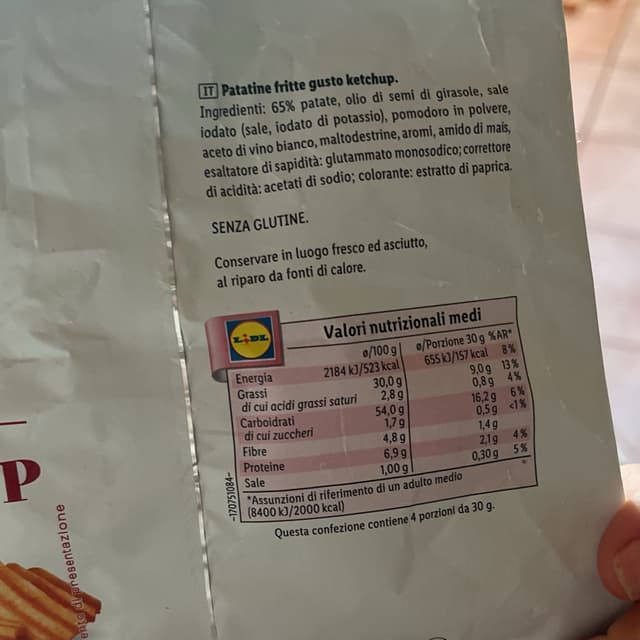 IT Patatine fritte gusto ketchup.
Ingredienti: 65% patate, olio di semi di girasole, sale
iodato (sale, iodato di potassio), pomodoro in polvere,
aceto di vino bianco, maltodestrine, aromi, amido di mais,
esaltatore di sapidità: glutammato monosodico; correttore
di acidità: acetati di sodio; colorante: estratto di paprica.
SENZA GLUTINE.
Conservare in luogo fresco ed asciutto,
al riparo da fonti di calore.
LIDL
Valori nutrizionali medi
ø/100 g ø/Porzione 30 g %AR*
Energia 2184 kJ/523 kcal 655 kJ/157 kcal 8%
Grassi 30,0 g 9,0 g 13%
di cui acidi grassi saturi 2,8 g 0,8 g 4%
Carboidrati 54,0 g 16,2 g 6%
di cui zuccheri 1,7 g 0,5 g <1%
Fibre 4,8 g 1,4 g
Proteine 6,9 g 2,1 g 4%
Sale 1,00 g 0,30 g 5%
*Assunzioni di riferimento di un adulto medio
(8400 kJ/2000 kcal)
-170751084-
Questa confezione contiene 4 porzioni da 30 g.
P
di presentazione